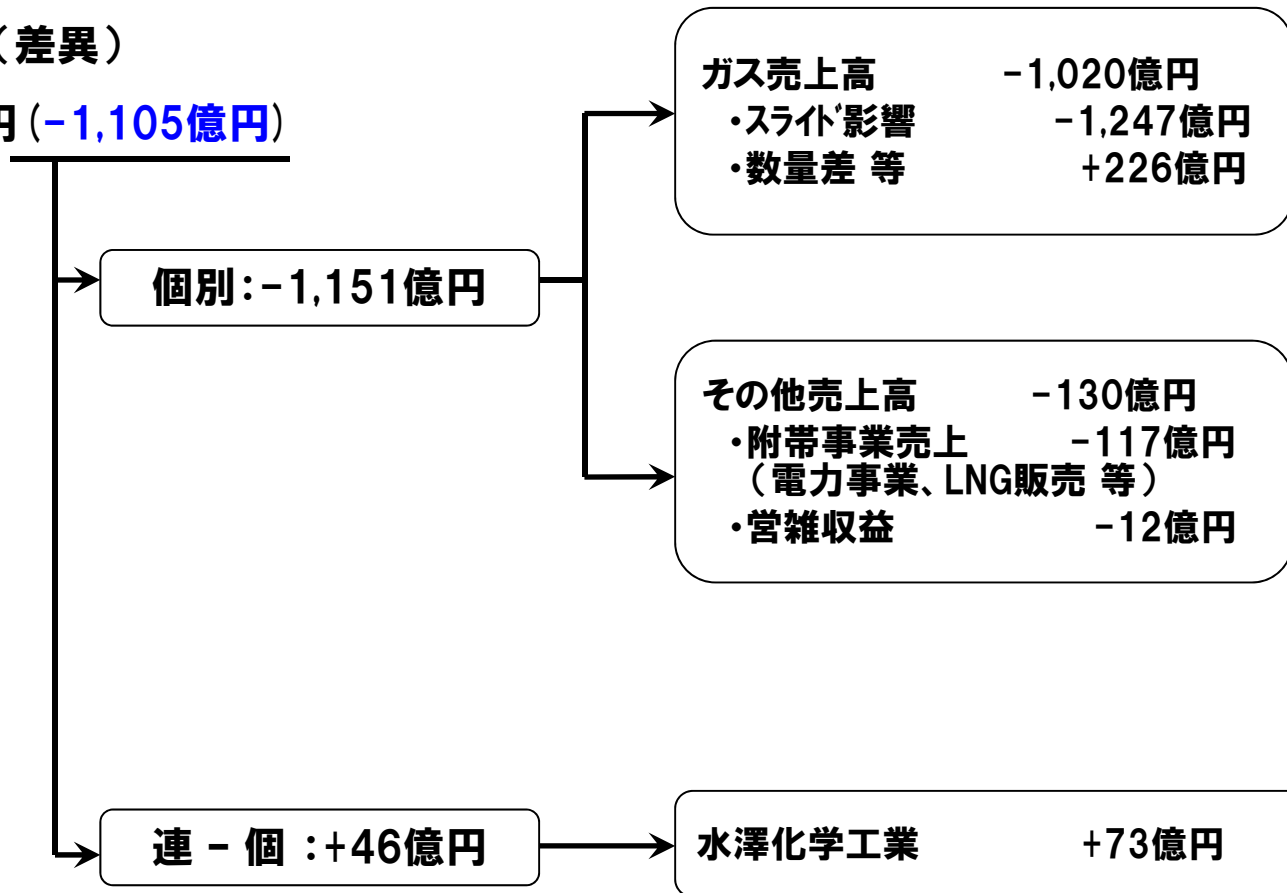 （差異）
円(-1,105億円)
ガス売上高 -1,020億円
・スライド影響 -1,247億円
・数量差 等 +226億円
個別：-1,151億円
その他売上高 -130億円
・附帯事業売上 -117億円
（電力事業、LNG販売 等）
・営雑収益 -12億円
連 - 個 ：+46億円
水澤化学工業 +73億円